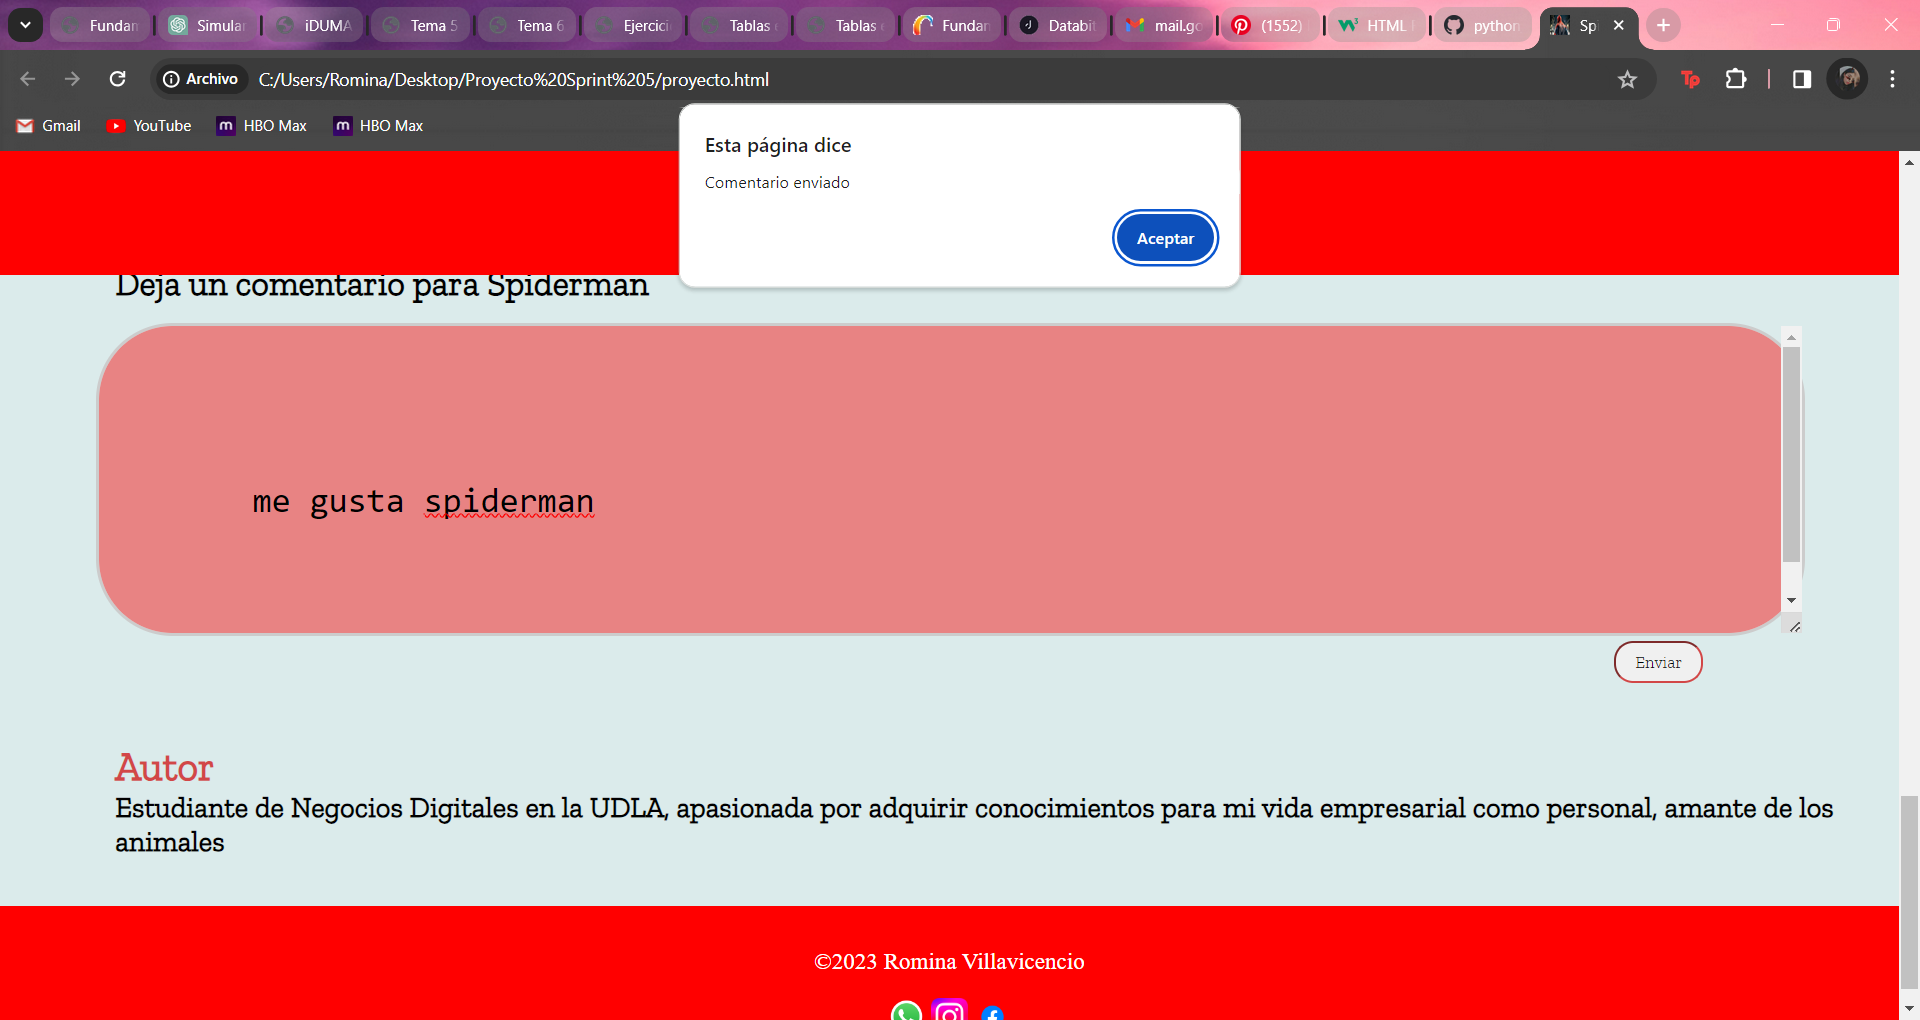 Fundan
Simular
iDUMA
Tema 5
Tema 6
Ejercici
Tablas e
Tablas e
Fundan
Databit
mail.go
(1552)
HTML
python
Sp
Archivo
C:/Users/Romina/Desktop/Proyecto%20Sprint%205/proyecto.html
Tp
Gmail
YouTube
m HBO Max
m HBO Max
Esta página dice
Comentario enviado
Aceptar
Deja un comentario para Spiderman
me gusta spiderman
Enviar
Autor
Estudiante de Negocios Digitales en la UDLA, apasionada por adquirir conocimientos para mi vida empresarial como personal, amante de los
animales
©2023 Romina Villavicencio